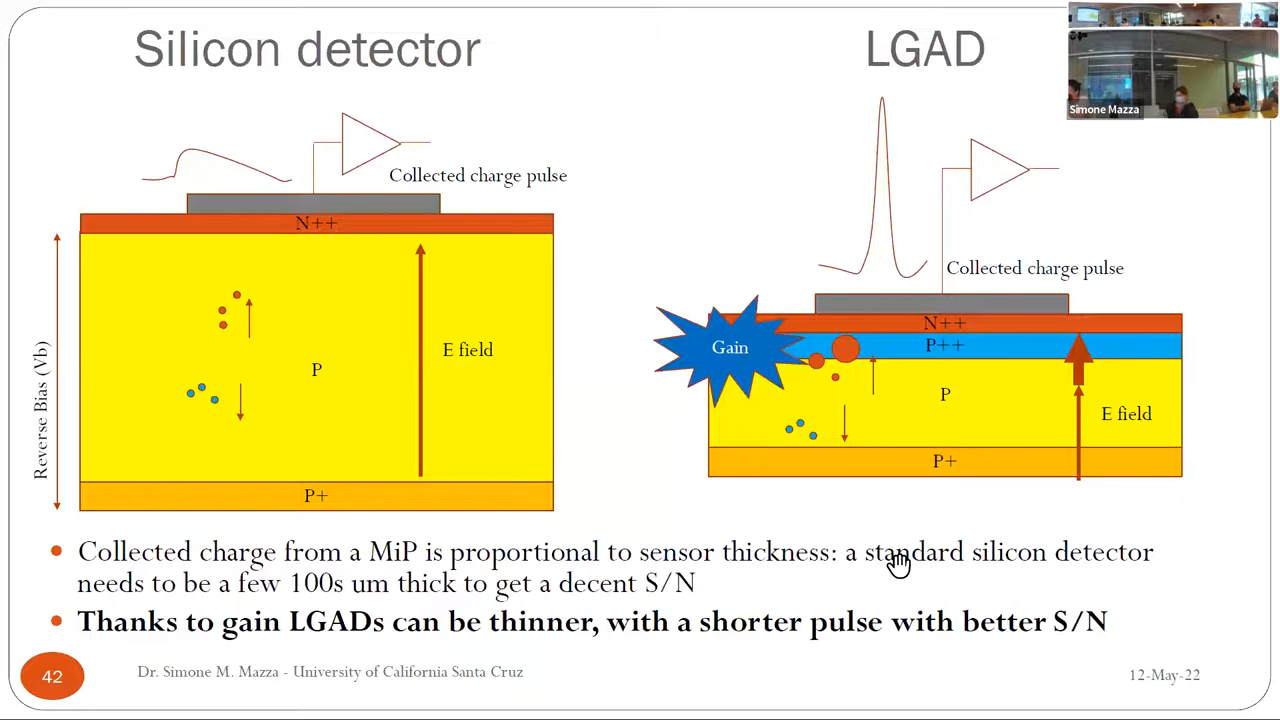 Silicon detector
LGAD
Simone Mazza
Collected charge pulse
N++
Reverse Bias (Vb)
P
E field
P+
Collected charge pulse
N++
Gain
P++
P
E field
P+
Collected charge from a MiP is proportional to sensor thickness: a standard silicon detector
needs to be a few 100s um thick to get a decent S/N
Thanks to gain LGADs can be thinner, with a shorter pulse with better S/N
42
Dr. Simone M. Mazza - University of California Santa Cruz
12-May-22